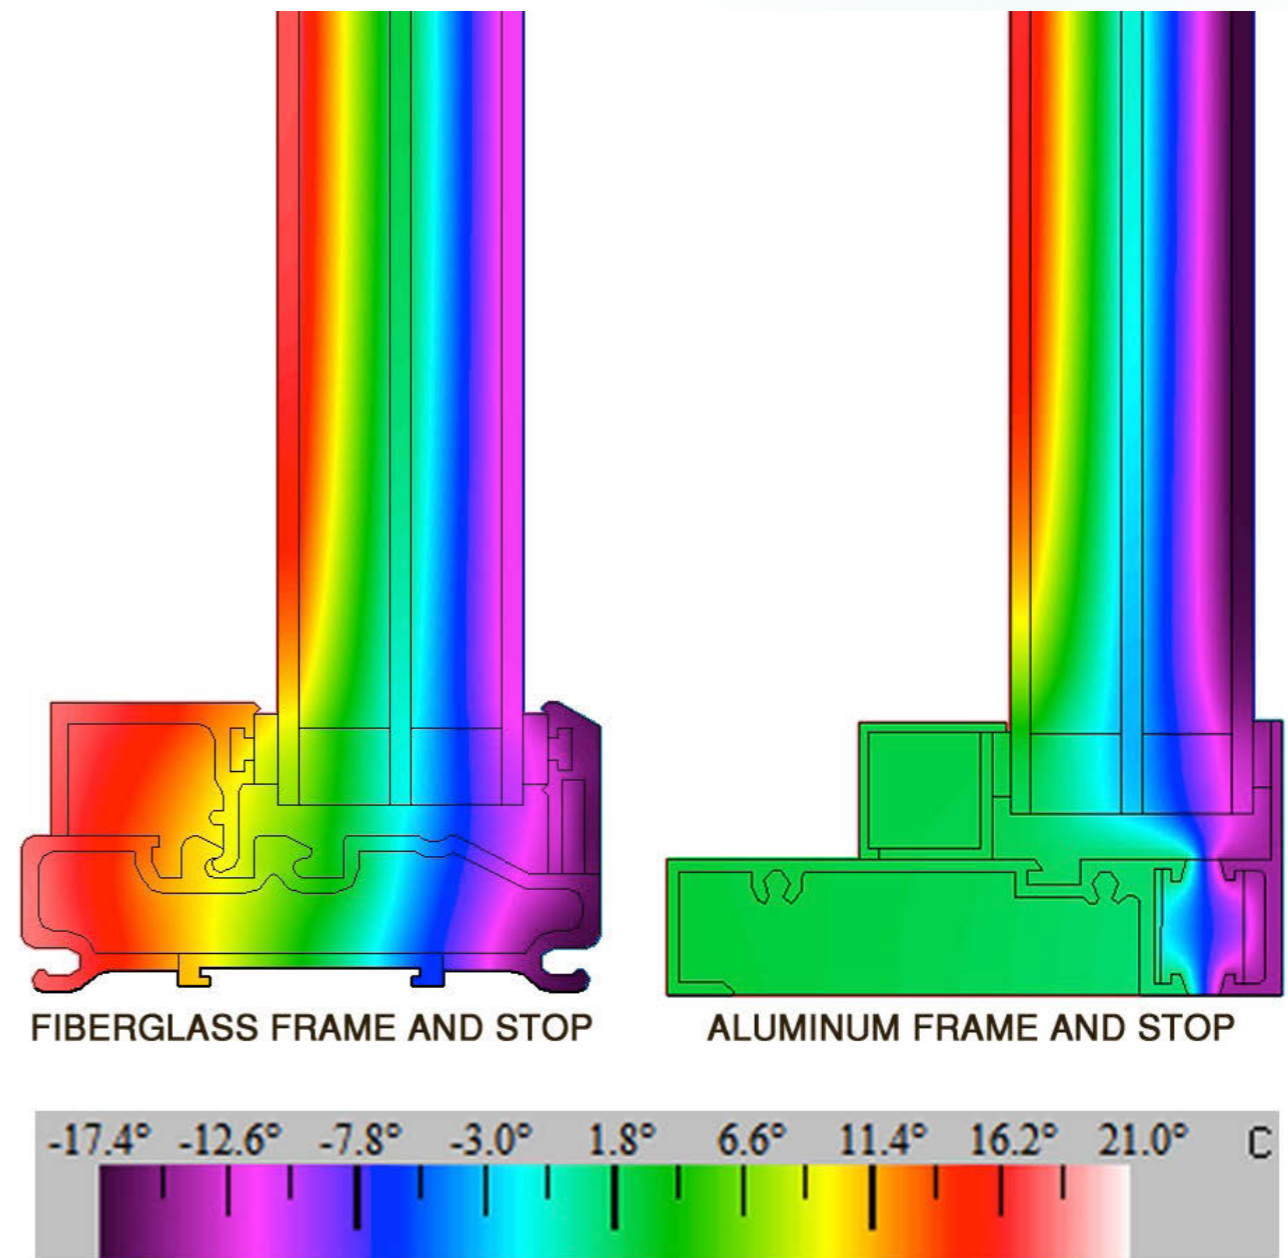 FIBERGLASS FRAME AND STOP
ALUMINUM FRAME AND STOP
-17.4° -12.6° -7.8° -3.0° 1.8° 6.6° 11.4° 16.2° 21.0° C